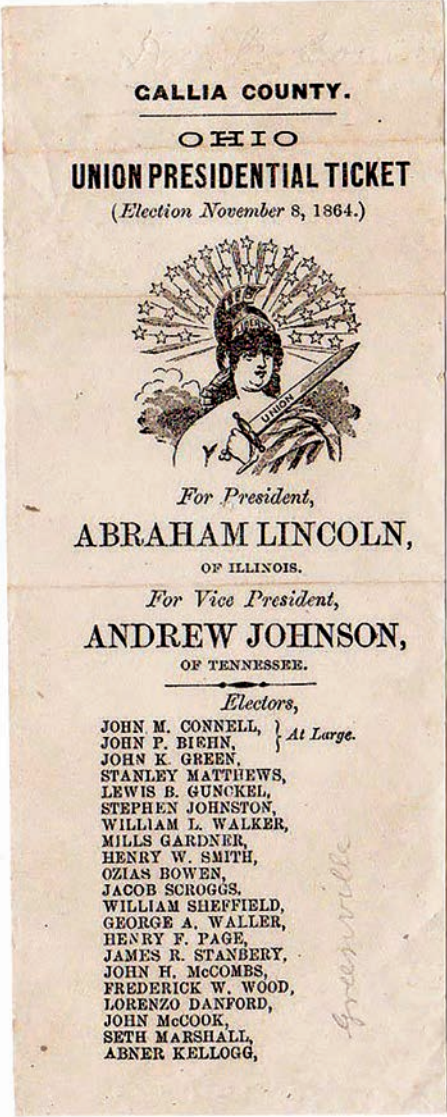 GALLIA COUNTY.
OHIO
UNION PRESIDENTIAL TICKET
(Election November 8, 1864.)
LIBERTY
UNION
For President,
ABRAHAM LINCOLN,
OF ILLINOIS.
For Vice President,
ANDREW JOHNSON,
OF TENNESSEE.
Electors,
JOHN M. CONNELL,
JOHN P. BIEHN,
At Large.
JOHN K. GREEN,
STANLEY MATTHEWS,
LEWIS B. GUNCKEL,
STEPHEN JOHNSTON,
WILLIAM L. WALKER,
MILLS GARDNER,
HENRY W. SMITH,
OZIAS BOWEN,
JACOB SCROGGS,
WILLIAM SHEFFIELD,
GEORGE A. WALLER,
HENRY F. PAGE,
JAMES R. STANBERY,
JOHN H. McCOMBS,
FREDERICK W. WOOD,
LORENZO DANFORD,
JOHN McCOOK,
SETH MARSHALL,
ABNER KELLOGG,
Greenville